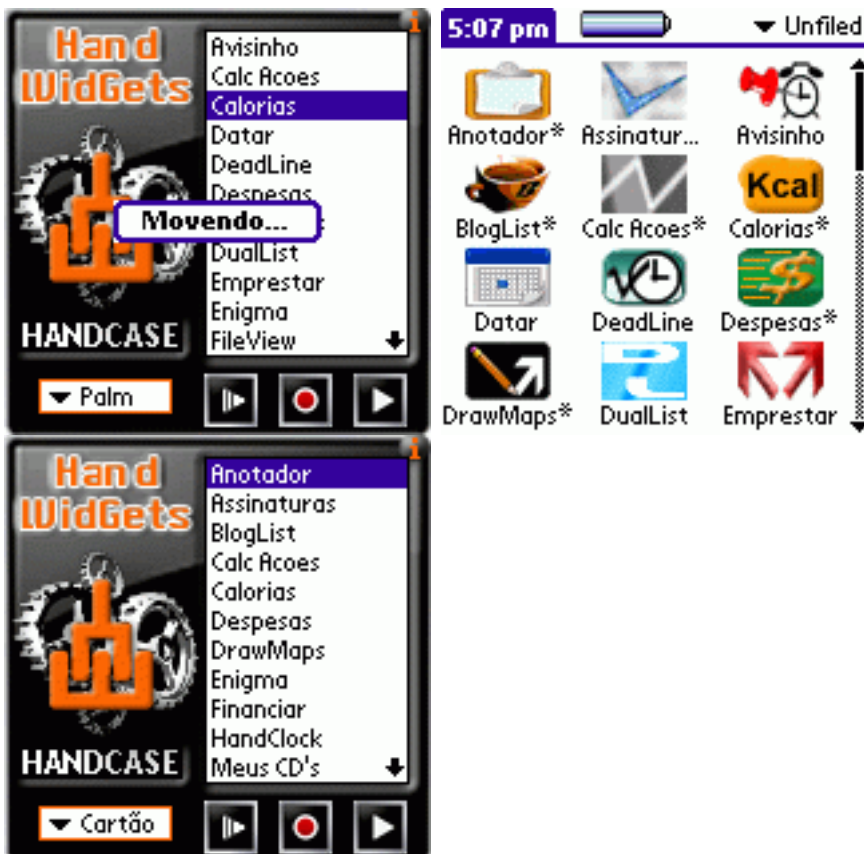 Hand
WidGets
Avisinho
Calc Acoes
Calorias
Datar
DeadLine
Despesas
Movendo...
DualList
Emprestar
Enigma
FileView
HANDCASE
Palm
i
5:07 pm
Unfiled
Anotador* Assinatur... Avisinho
Kcal
BlogList* Calc Acoes* Calorias*
Datar DeadLine Despesas*
DrawMaps* DualList Emprestar
Hand
WidGets
Anotador
Assinaturas
BlogList
Calc Acoes
Calorias
Despesas
DrawMaps
Enigma
Financiar
HandClock
Meus CD's
HANDCASE
Cartão
i